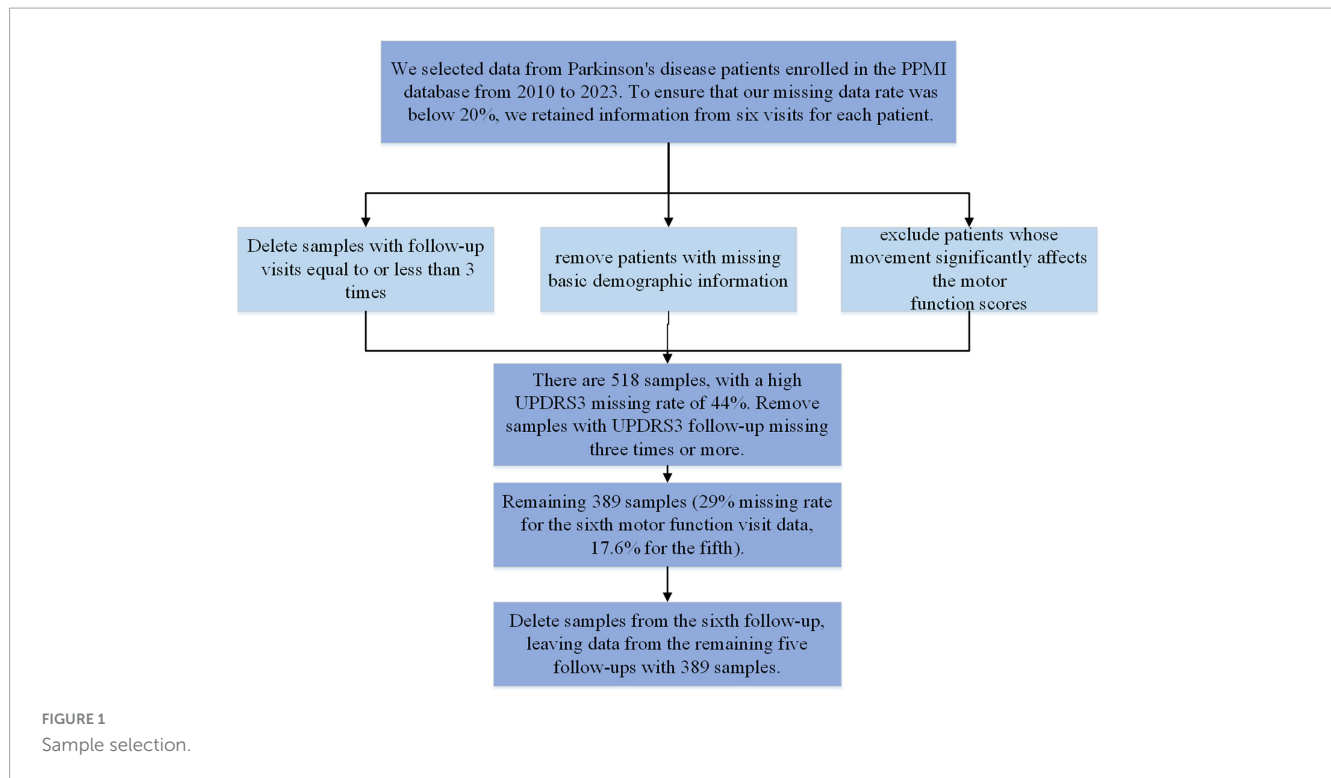 We selected data from Parkinson's disease patients enrolled in the PPMI
database from 2010 to 2023. To ensure that our missing data rate was
below 20%, we retained information from six visits for each patient.
Delete samples with follow-up
visits equal to or less than 3
times
remove patients with missing
basic demographic information
exclude patients whose
movement significantly affects
the motor
function scores
There are 518 samples, with a high
UPDRS3 missing rate of 44%. Remove
samples with UPDRS3 follow-up missing
three times or more.
Remaining 389 samples (29% missing rate
for the sixth motor function visit data,
17.6% for the fifth).
Delete samples from the sixth follow-up,
leaving data from the remaining five
follow-ups with 389 samples.
FIGURE 1
Sample selection.